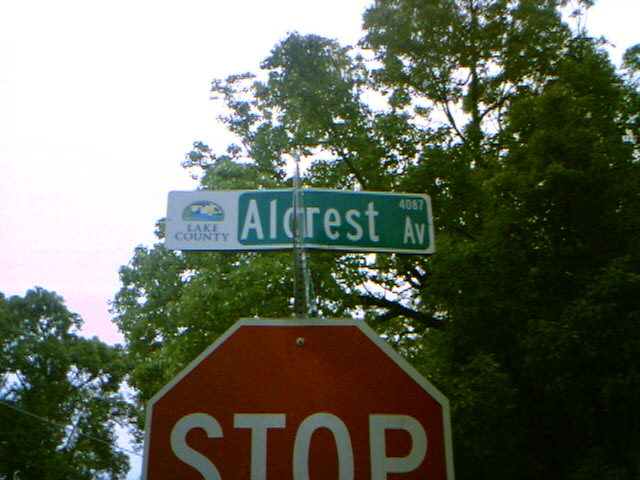 LAKE
COUNTY
Alcrest Av
4087
STOP